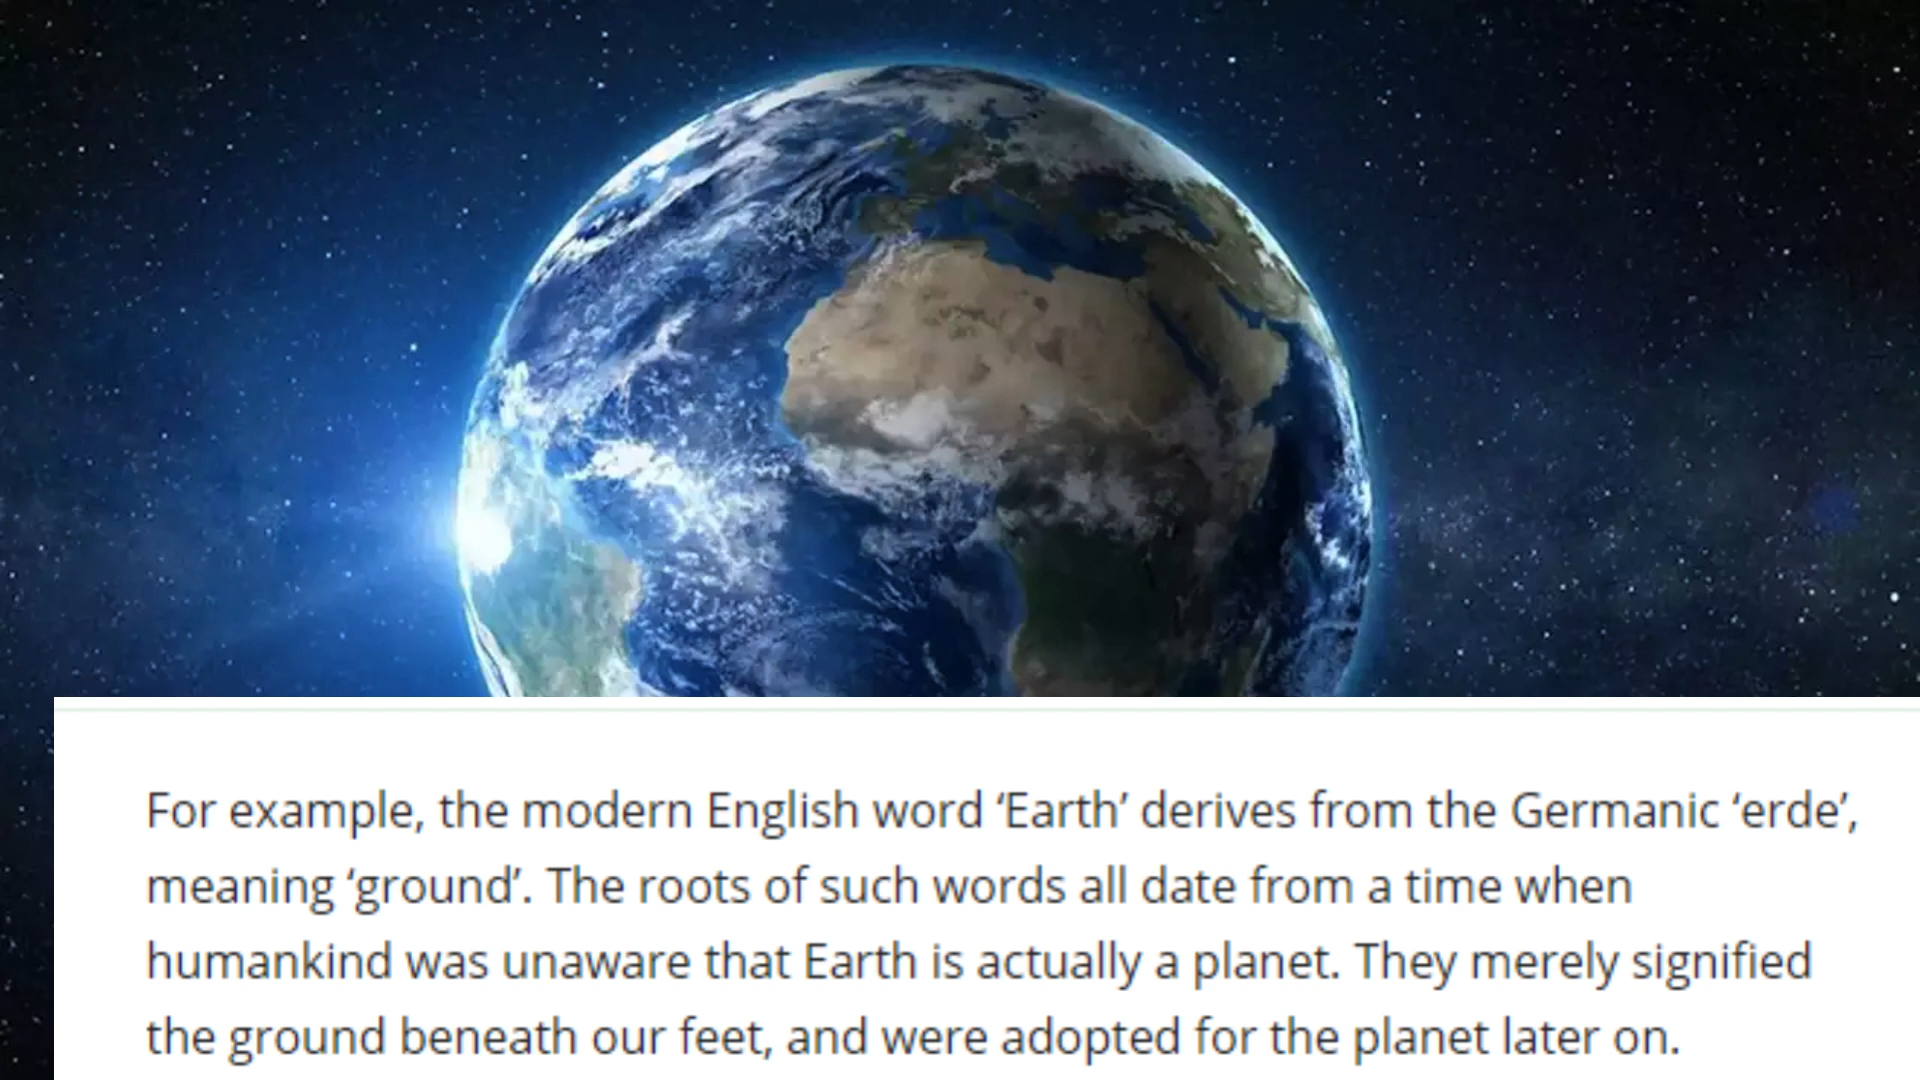 For example, the modern English word ‘Earth’ derives from the Germanic ‘erde’,
meaning ‘ground’. The roots of such words all date from a time when
humankind was unaware that Earth is actually a planet. They merely signified
the ground beneath our feet, and were adopted for the planet later on.